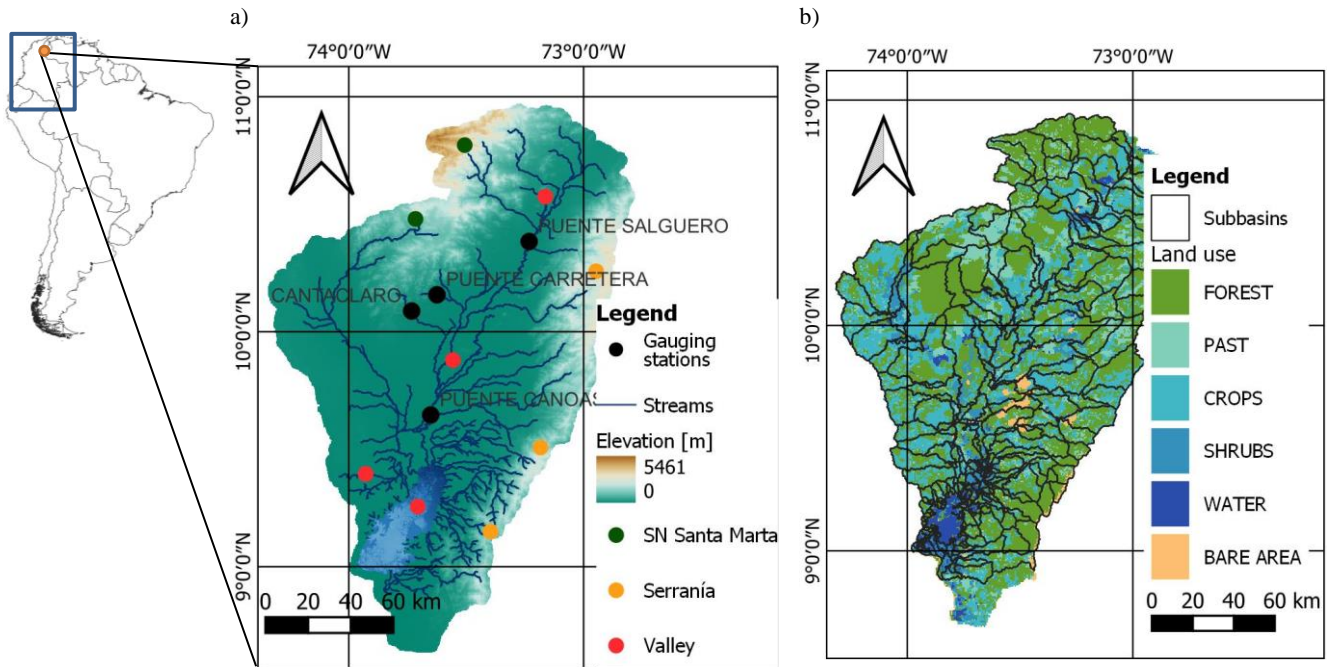 a)
74°0′0″W
73°0′0″W
11°0′0″N
10°0′0″N
9°0′0″N
PUENTE SALGUERO
PUENTE CARRETERA
CANTACLARO
PUENTE CANOAS
Legend
Gauging
stations
Streams
Elevation [m]
5461
0
SN Santa Marta
Serranía
Valley
0 20 40 60 km
b)
74°0′0″W
73°0′0″W
11°0′0″N
10°0′0″N
9°0′0″N
Legend
Subbasins
Land use
FOREST
PAST
CROPS
SHRUBS
WATER
BARE AREA
0 20 40 60 km